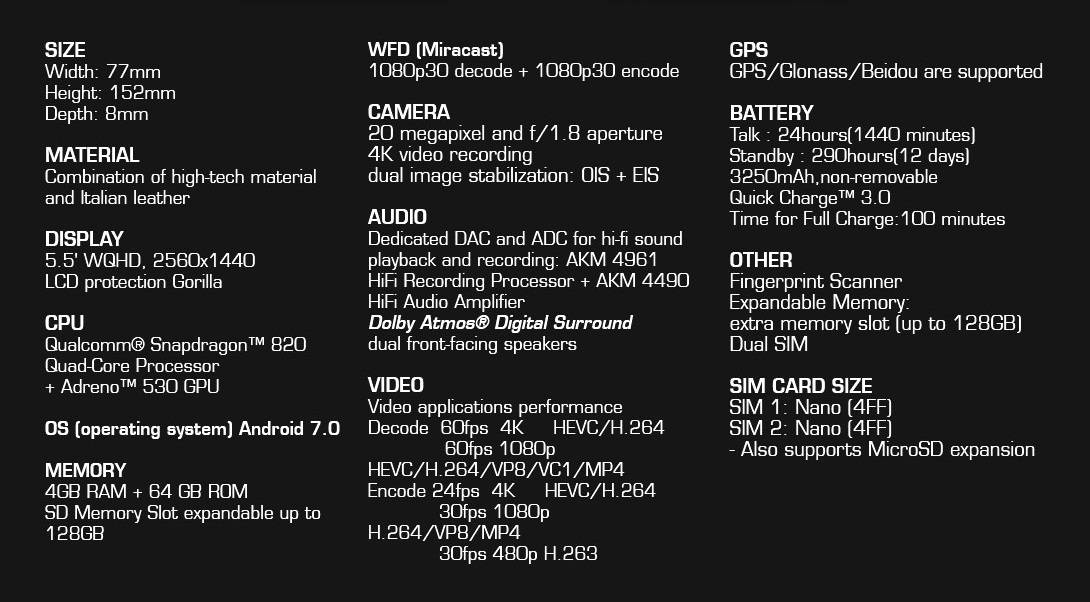 SIZE
Width: 77mm
Height: 152mm
Depth: 8mm
MATERIAL
Combination of high-tech material
and Italian leather
DISPLAY
5.5' WQHD, 2560x1440
LCD protection Gorilla
CPU
Qualcomm® Snapdragon™ 820
Quad-Core Processor
+ Adreno™ 530 GPU
OS (operating system) Android 7.0
MEMORY
4GB RAM + 64 GB ROM
SD Memory Slot expandable up to
128GB
WFD (Miracast)
1080p30 decode + 1080p30 encode
CAMERA
20 megapixel and f/1.8 aperture
4K video recording
dual image stabilization: OIS + EIS
AUDIO
Dedicated DAC and ADC for hi-fi sound
playback and recording: AKM 4961
HiFi Recording Processor + AKM 4490
HiFi Audio Amplifier
Dolby Atmos® Digital Surround
dual front-facing speakers
VIDEO
Video applications performance
Decode 60fps 4K HEVC/H.264
60fps 1080p
HEVC/H.264/VP8/VC1/MP4
Encode 24fps 4K HEVC/H.264
30fps 1080p
H.264/VP8/MP4
30fps 480p H.263
GPS
GPS/Glonass/Beidou are supported
BATTERY
Talk : 24hours(1440 minutes)
Standby : 290hours(12 days)
3250mAh,non-removable
Quick Charge™ 3.0
Time for Full Charge:100 minutes
OTHER
Fingerprint Scanner
Expandable Memory:
extra memory slot (up to 128GB)
Dual SIM
SIM CARD SIZE
SIM 1: Nano (4FF)
SIM 2: Nano (4FF)
- Also supports MicroSD expansion